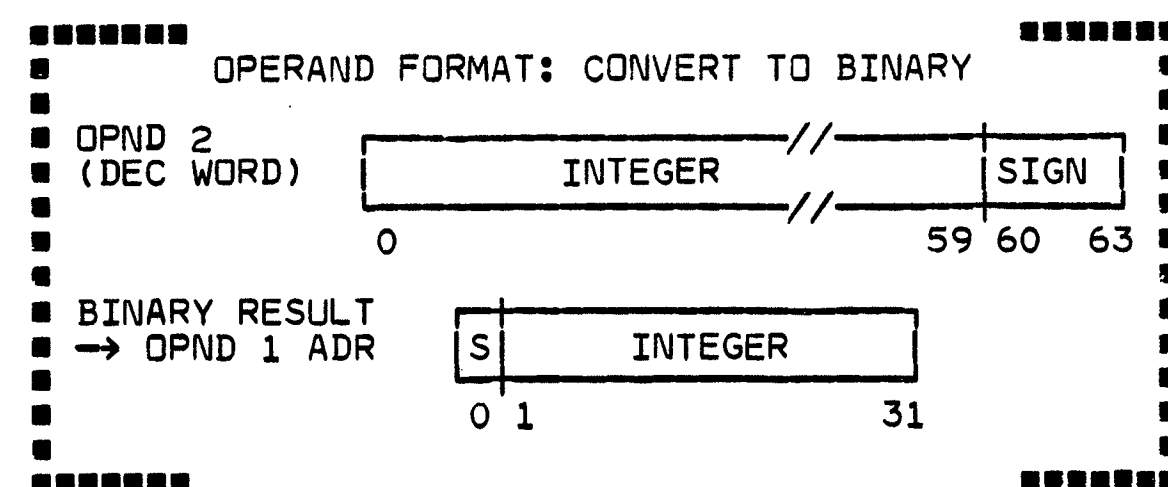 OPERAND FORMAT: CONVERT TO BINARY
OPND 2
(DEC WORD)
INTEGER
SIGN
0
59
60
63
BINARY RESULT
→ OPND 1 ADR
S
INTEGER
0
1
31